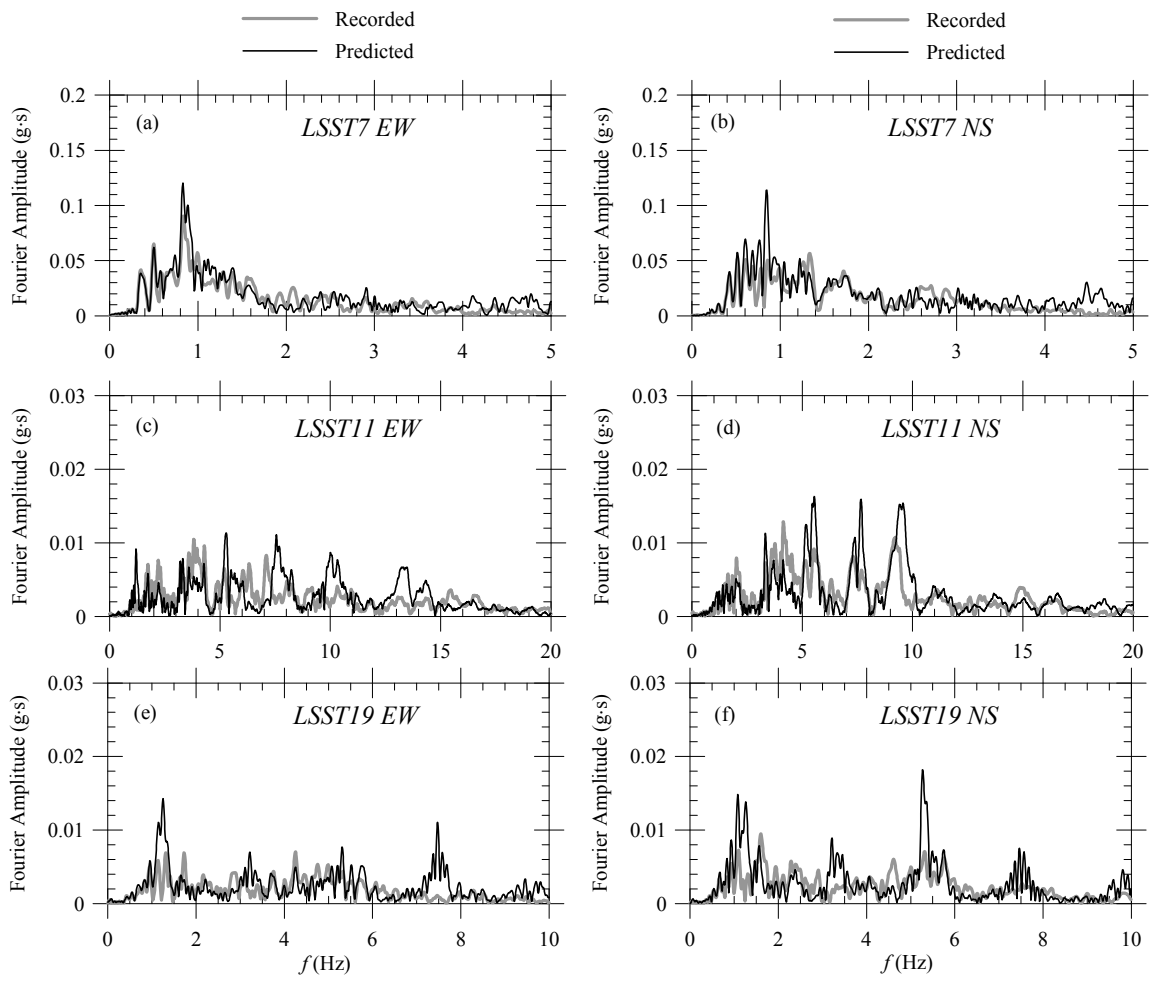 Recorded
Predicted
Recorded
Predicted
Fourier Amplitude (g·s)
0.2
0.15
0.1
0.05
0
(a)
LSST7 EW
0 1 2 3 4 5
Fourier Amplitude (g·s)
0.2
0.15
0.1
0.05
0
(b)
LSST7 NS
0 1 2 3 4 5
Fourier Amplitude (g·s)
0.03
0.02
0.01
0
(c)
LSST11 EW
0 5 10 15 20
Fourier Amplitude (g·s)
0.03
0.02
0.01
0
(d)
LSST11 NS
0 5 10 15 20
Fourier Amplitude (g·s)
0.03
0.02
0.01
0
(e)
LSST19 EW
0 2 4 6 8 10
f (Hz)
Fourier Amplitude (g·s)
0.03
0.02
0.01
0
(f)
LSST19 NS
0 2 4 6 8 10
f (Hz)